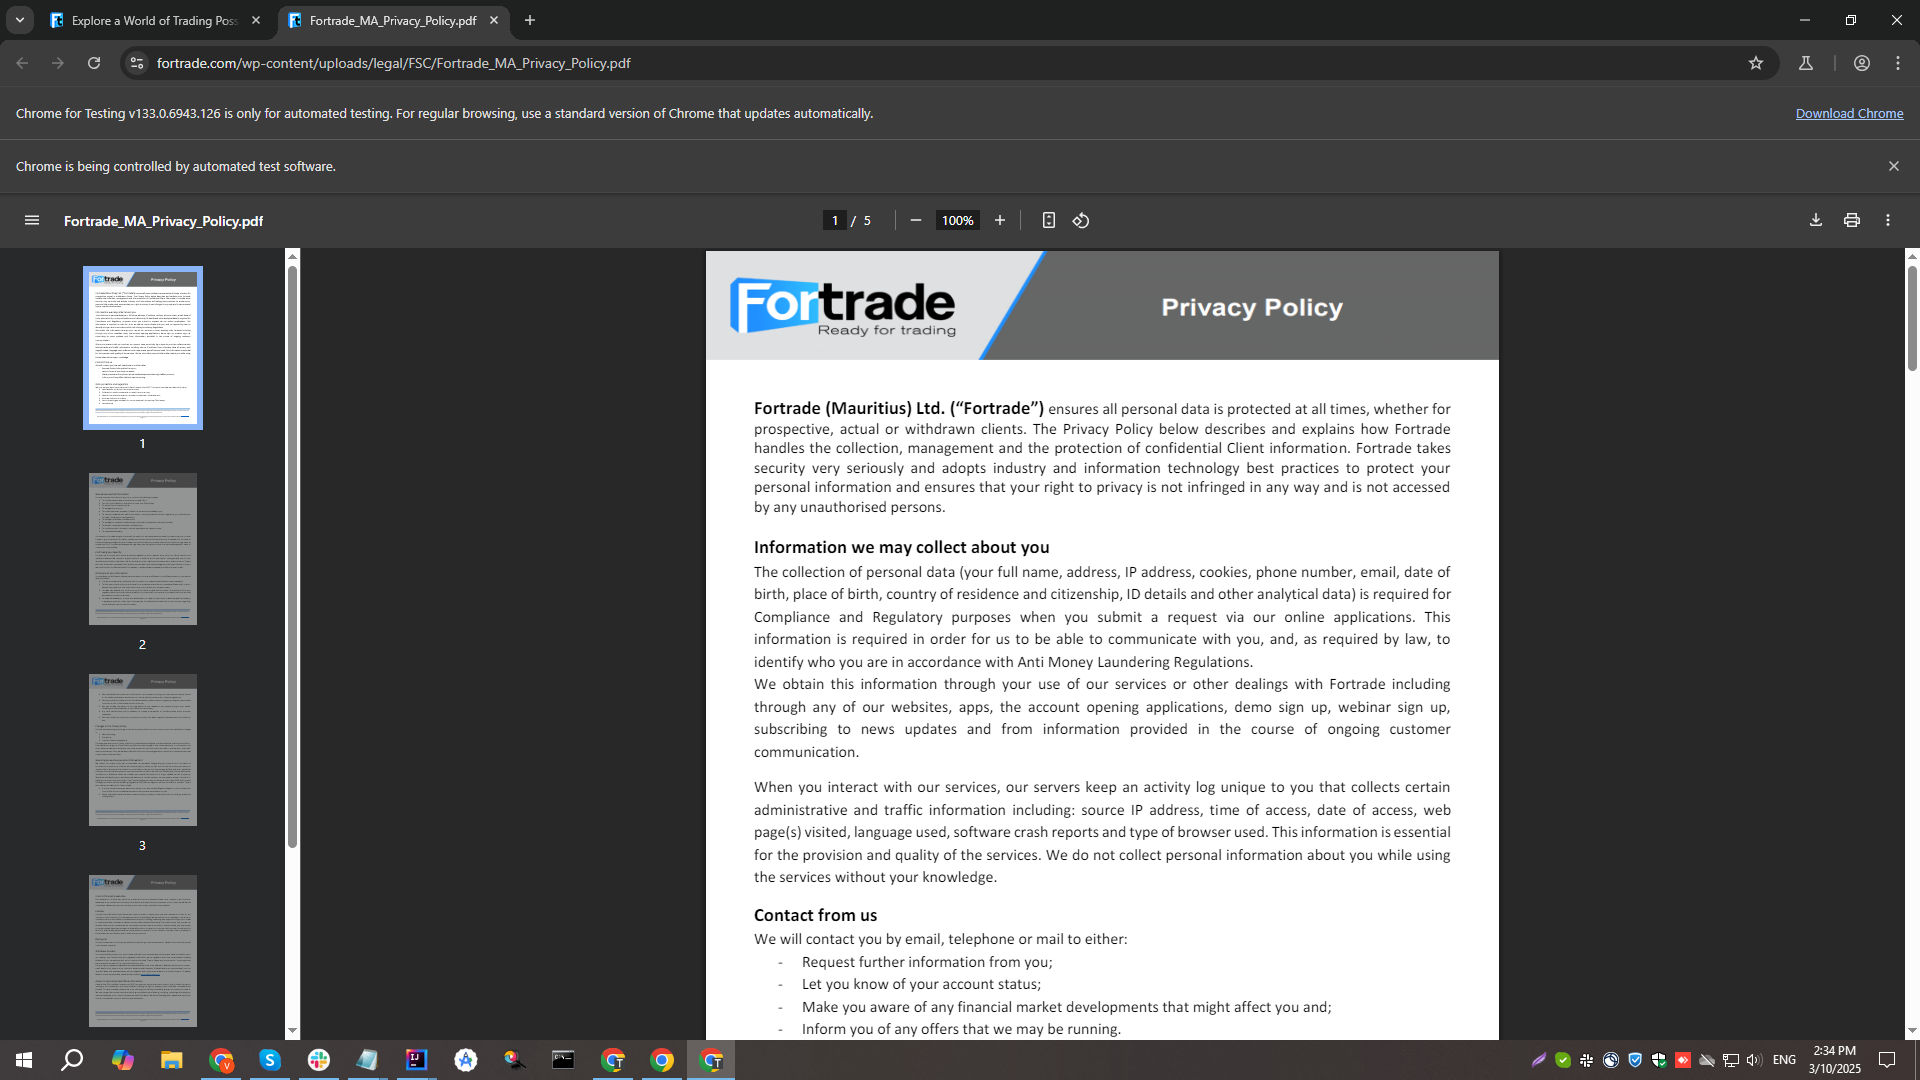 Explore a World of Trading Pos
Fortrade_MA_Privacy_Policy.pdf
fortrade.com/wp-content/uploads/legal/FSC/Fortrade_MA_Privacy_Policy.pdf
Chrome for Testing v133.0.6943.126 is only for automated testing. For regular browsing, use a standard version of Chrome that updates automatically.
Download Chrome
Chrome is being controlled by automated test software.
Fortrade_MA_Privacy_Policy.pdf
1 / 5
100%
1
2
3
Fortrade
Ready for trading
Privacy Policy
Fortrade (Mauritius) Ltd. (“Fortrade”) ensures all personal data is protected at all times, whether for
prospective, actual or withdrawn clients. The Privacy Policy below describes and explains how Fortrade
handles the collection, management and the protection of confidential Client information. Fortrade takes
security very seriously and adopts industry and information technology best practices to protect your
personal information and ensures that your right to privacy is not infringed in any way and is not accessed
by any unauthorised persons.
Information we may collect about you
The collection of personal data (your full name, address, IP address, cookies, phone number, email, date of
birth, place of birth, country of residence and citizenship, ID details and other analytical data) is required for
Compliance and Regulatory purposes when you submit a request via our online applications. This
information is required in order for us to be able to communicate with you, and, as required by law, to
identify who you are in accordance with Anti Money Laundering Regulations.
We obtain this information through your use of our services or other dealings with Fortrade including
through any of our websites, apps, the account opening applications, demo sign up, webinar sign up,
subscribing to news updates and from information provided in the course of ongoing customer
communication.
When you interact with our services, our servers keep an activity log unique to you that collects certain
administrative and traffic information including: source IP address, time of access, date of access, web
page(s) visited, language used, software crash reports and type of browser used. This information is essential
for the provision and quality of the services. We do not collect personal information about you while using
the services without your knowledge.
Contact from us
We will contact you by email, telephone or mail to either:
- Request further information from you;
- Let you know of your account status;
- Make you aware of any financial market developments that might affect you and;
- Inform you of any offers that we may be running.
ENG
2:34 PM
3/10/2025